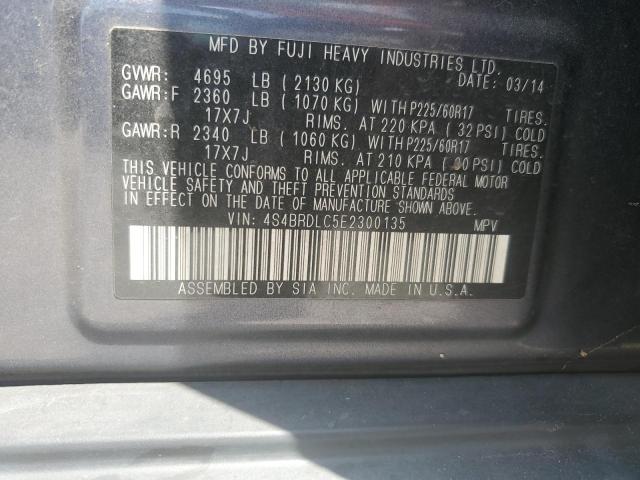 MFD BY FUJI HEAVY INDUSTRIES LTD.
GVWR: 4695 LB (2130 KG) DATE: 03/14
GAWR:F 2360 LB (1070 KG) WITH P225/60R17 TIRES.
17X7J RIMS. AT 220 KPA (32 PSI) COLD
GAWR:R 2340 LB (1060 KG) WITH P225/60R17 TIRES.
17X7J RIMS. AT 210 KPA (30 PSI) COLD
THIS VEHICLE CONFORMS TO ALL APPLICABLE FEDERAL MOTOR
VEHICLE SAFETY AND THEFT PREVENTION STANDARDS
IN EFFECT ON THE DATE OF MANUFACTURE SHOWN ABOVE.
VIN: 4S4BRDLC5E2300135 MPV
ASSEMBLED BY SIA INC. MADE IN U.S.A.